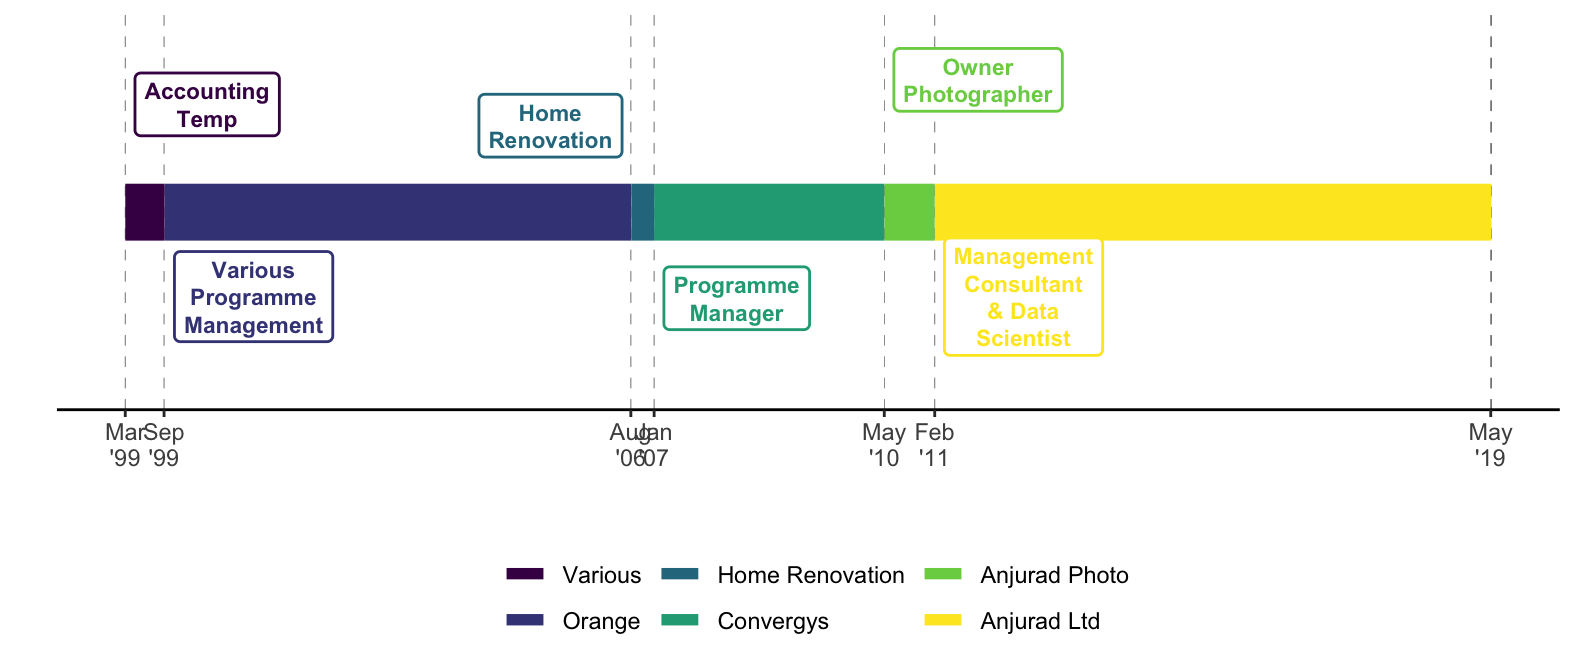 Owner
Photographer
Accounting
Temp
Home
Renovation
Various
Programme
Management
Programme
Manager
Management
Consultant
& Data
Scientist
Mar
'99
Sep
'99
Aug
'06
Jan
'07
May
'10
Feb
'11
May
'19
Various
Home Renovation
Anjurad Photo
Orange
Convergys
Anjurad Ltd